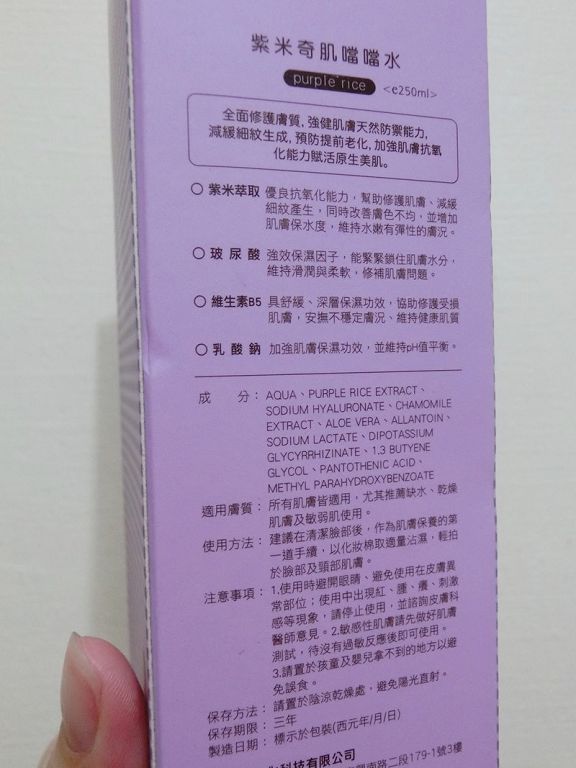 紫米奇肌噹噹水
purple rice <e250ml>
全面修護膚質, 強健肌膚天然防禦能力,
減緩細紋生成, 預防提前老化, 加強肌膚抗氧
化能力賦活原生美肌。
○ 紫米萃取 優良抗氧化能力，幫助修護肌膚、減緩
細紋產生，同時改善膚色不均，並增加
肌膚保水度，維持水嫩有彈性的膚況。
○ 玻尿酸 強效保濕因子，能緊緊鎖住肌膚水分，
維持滑潤與柔軟，修補肌膚問題。
○ 維生素B5 具舒緩、深層保濕功效，協助修護受損
肌膚，安撫不穩定膚況、維持健康肌質
○ 乳酸鈉 加強肌膚保濕功效，並維持pH值平衡。
成分：AQUA、PURPLE RICE EXTRACT、
SODIUM HYALURONATE、CHAMOMILE
EXTRACT、ALOE VERA、ALLANTOIN、
SODIUM LACTATE、DIPOTASSIUM
GLYCYRRHIZINATE、1.3 BUTYENE
GLYCOL、PANTOTHENIC ACID、
METHYL PARAHYDROXYBENZOATE
適用膚質：所有肌膚皆適用，尤其推薦缺水、乾燥
肌膚及敏弱肌使用。
使用方法：建議在清潔臉部後，作為肌膚保養的第
一道手續，以化妝棉取適量沾濕，輕拍
於臉部及頸部肌膚。
注意事項：1.使用時避開眼睛、避免使用在皮膚異
常部位；使用中出現紅、腫、癢、刺激
感等現象，請停止使用，並諮詢皮膚科
醫師意見。2.敏感性肌膚請先做好肌膚
測試，待沒有過敏反應後即可使用。
3.請置於孩童及嬰兒拿不到的地方以避
免誤食。
保存方法：請置於陰涼乾燥處，避免陽光直射。
保存期限：三年
製造日期：標示於包裝(西元年/月/日)
科技有限公司
南路二段179-1號3樓